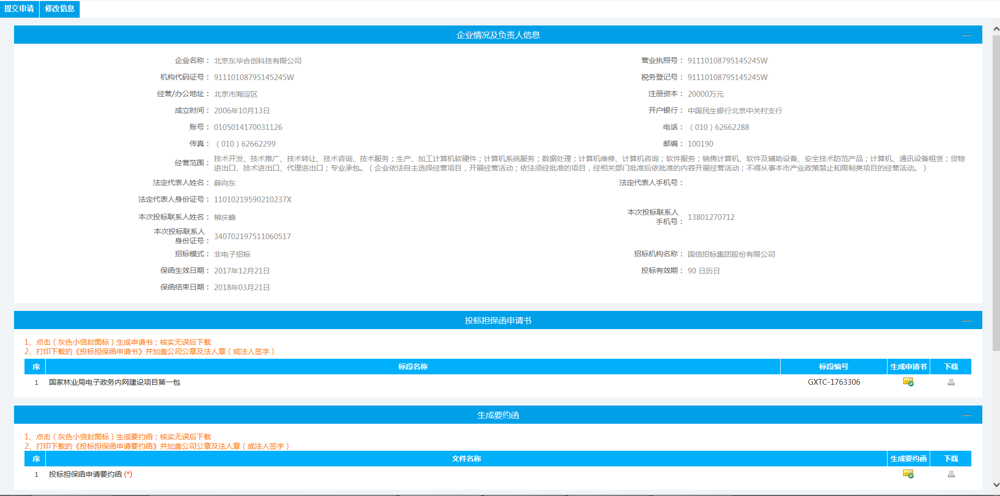 提交申请 修改信息
企业情况及负责人信息
企业名称： 北京东华合创科技有限公司 营业执照号： 91110108795145245W
机构代码证号： 91110108795145245W 税务登记号： 91110108795145245W
经营/办公地址： 北京市海淀区 注册资本： 20000万元
成立时间： 2006年10月13日 开户银行： 中国民生银行北京中关村支行
账号： 0105014170031126 电话： （010）62662288
传真： （010）62662299 邮编： 100190
经营范围： 技术开发、技术推广、技术转让、技术咨询、技术服务；生产、加工计算机软硬件；计算机系统服务；数据处理；计算机维修、计算机咨询；软件服务；销售计算机、软件及辅助设备、安全技术防范产品；计算机、通讯设备租赁；货物
进出口、技术进出口、代理进出口；专业承包。（企业依法自主选择经营项目，开展经营活动；依法须经批准的项目，经相关部门批准后依批准的内容开展经营活动；不得从事本市产业政策禁止和限制类项目的经营活动。）
法定代表人姓名： 薛向东 法定代表人手机号：
法定代表人身份证号： 11010219590210237X
本次投标联系人姓名： 柳庆峰 本次投标联系人
手机号： 13801270712
本次投标联系人
身份证号： 340702197511060517
招标模式： 非电子招标 招标机构名称： 国信招标集团股份有限公司
保函生效日期： 2017年12月21日 投标有效期： 90 日历日
保函结束日期： 2018年03月21日
投标担保函申请书
1、点击（灰色小信封图标）生成申请书；核实无误后下载
2、打印下载的《投标担保函申请书》并加盖公司公章及法人章（或法人签字）
序 标段名称 标段编号 生成申请书 下载
1 国家林业局电子政务内网建设项目第一包 GXTC-1763306
生成要约函
1、点击（灰色小信封图标）生成要约函；核实无误后下载
2、打印下载的《投标担保函申请要约函》并加盖公司公章及法人章（或法人签字）
序 文件名称 生成要约函 下载
1 投标担保函申请要约函 (*)